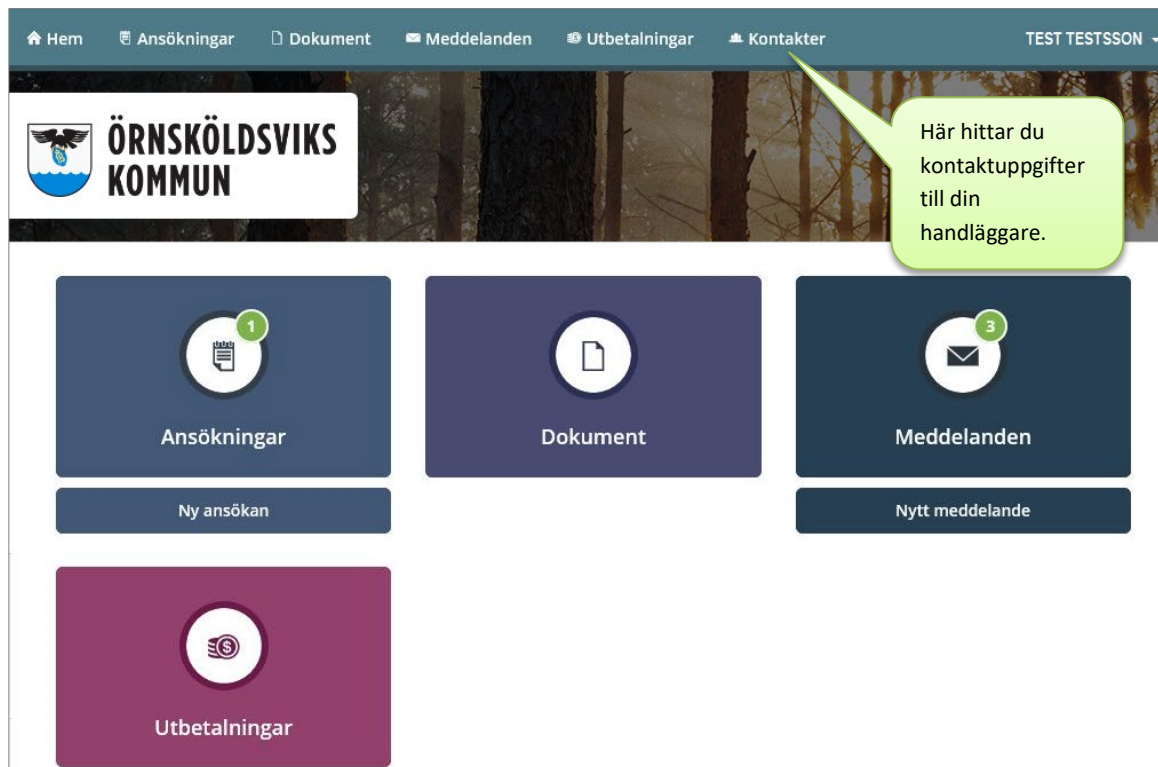 Hem Ansökningar Dokument Meddelanden Utbetalningar Kontakter TEST TESTSSON
ÖRNSKÖLDSVIKS
KOMMUN
Här hittar du
kontaktuppgifter
till din
handläggare.
1
Ansökningar
Dokument
3
Meddelanden
Ny ansökan
Nytt meddelande
Utbetalningar